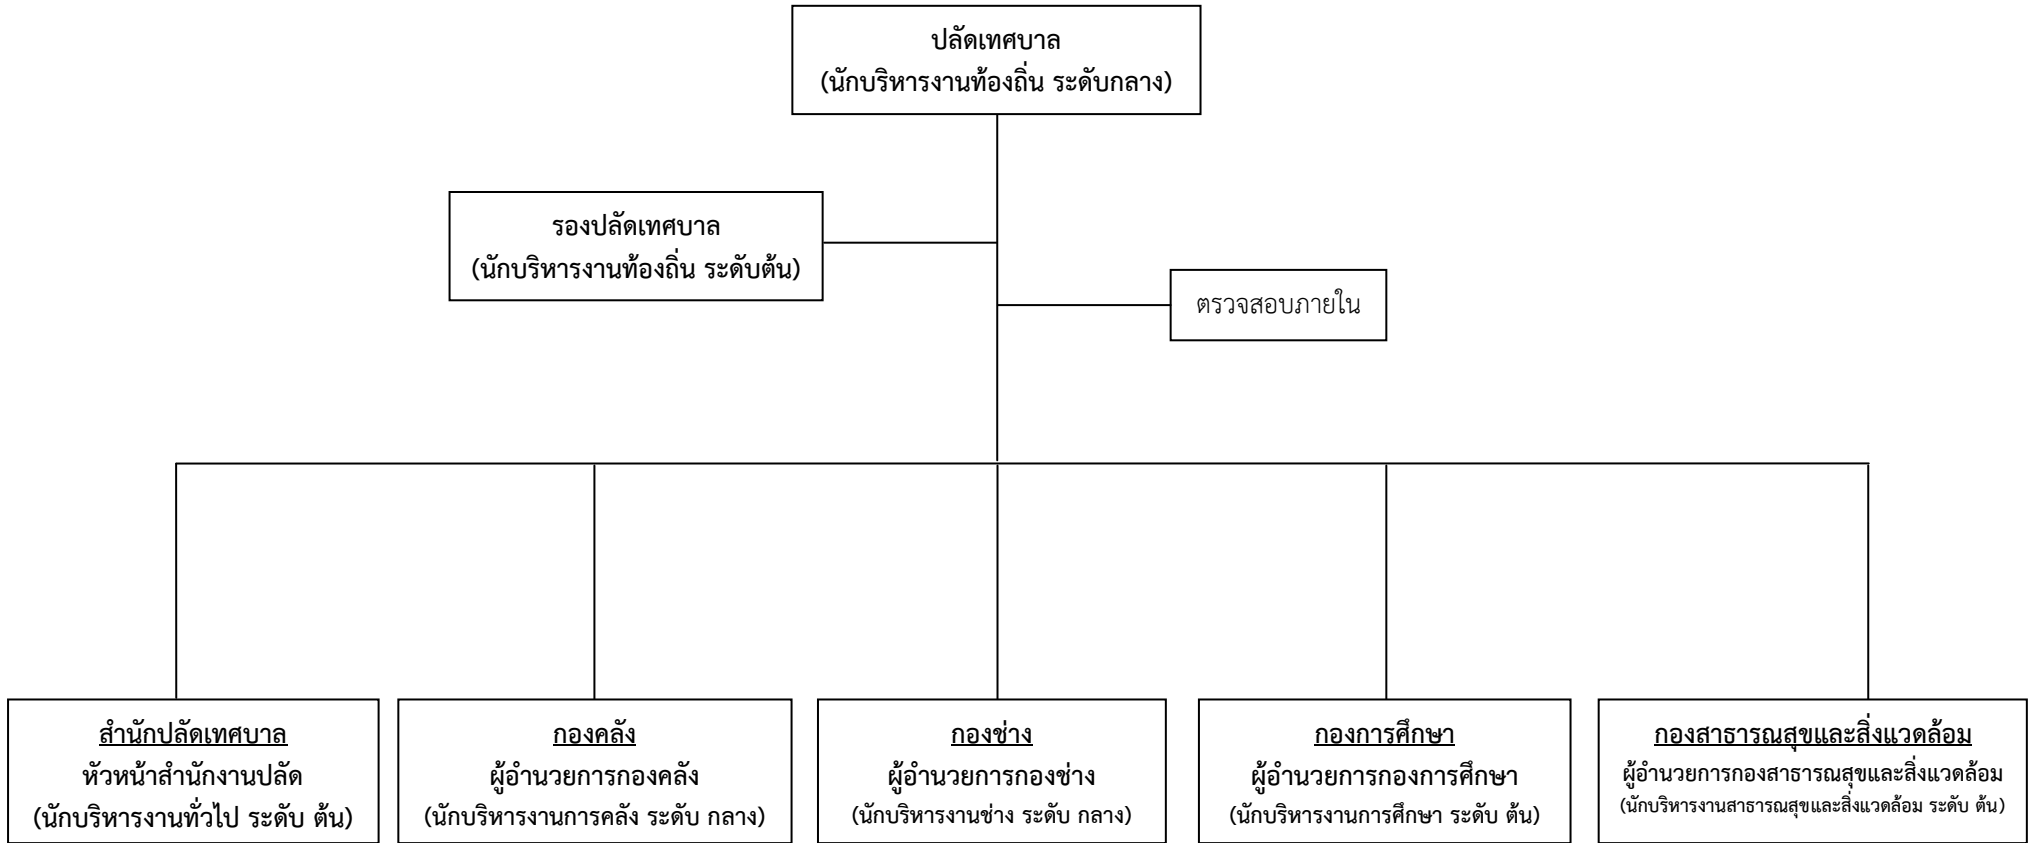 ปลัดเทศบาล
(นักบริหารงานท้องถิ่น ระดับกลาง)
รองปลัดเทศบาล
(นักบริหารงานท้องถิ่น ระดับต้น)
ตรวจสอบภายใน
สำนักปลัดเทศบาล
หัวหน้าสำนักงานปลัด
(นักบริหารงานทั่วไป ระดับ ต้น)
กองคลัง
ผู้อำนวยการกองคลัง
(นักบริหารงานการคลัง ระดับ กลาง)
กองช่าง
ผู้อำนวยการกองช่าง
(นักบริหารงานช่าง ระดับ กลาง)
กองการศึกษา
ผู้อำนวยการกองการศึกษา
(นักบริหารงานการศึกษา ระดับ ต้น)
กองสาธารณสุขและสิ่งแวดล้อม
ผู้อำนวยการกองสาธารณสุขและสิ่งแวดล้อม
(นักบริหารงานสาธารณสุขและสิ่งแวดล้อม ระดับ ต้น)